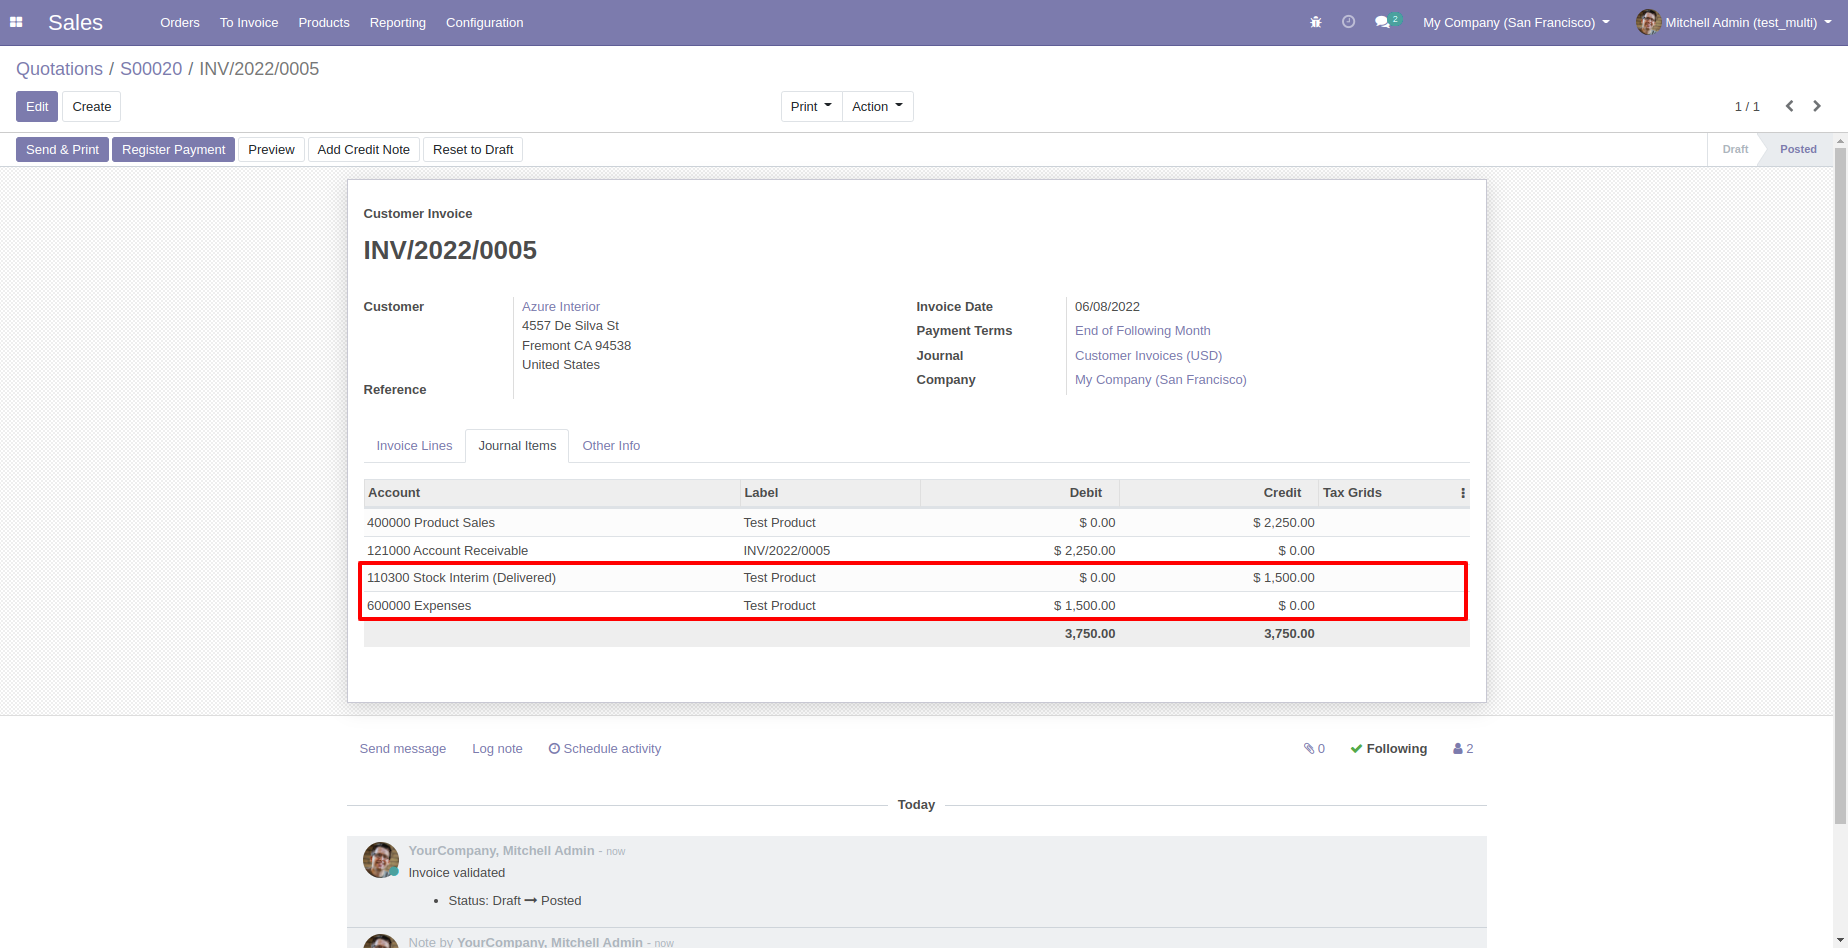 Sales Orders To Invoice Products Reporting Configuration 2 My Company (San Francisco) Mitchell Admin (test_multi)
Quotations / S00020 / INV/2022/0005
Edit Create Print Action 1 / 1
Send & Print Register Payment Preview Add Credit Note Reset to Draft Draft Posted
Customer Invoice
INV/2022/0005
Customer Azure Interior
4557 De Silva St
Fremont CA 94538
United States
Reference
Invoice Date 06/08/2022
Payment Terms End of Following Month
Journal Customer Invoices (USD)
Company My Company (San Francisco)
Invoice Lines Journal Items Other Info
Account Label Debit Credit Tax Grids
400000 Product Sales Test Product $ 0.00 $ 2,250.00
121000 Account Receivable INV/2022/0005 $ 2,250.00 $ 0.00
110300 Stock Interim (Delivered) Test Product $ 0.00 $ 1,500.00
600000 Expenses Test Product $ 1,500.00 $ 0.00
3,750.00 3,750.00
Send message Log note Schedule activity 0 Following 2
Today
YourCompany, Mitchell Admin - now
Invoice validated
• Status: Draft → Posted
Note by YourCompany, Mitchell Admin - now